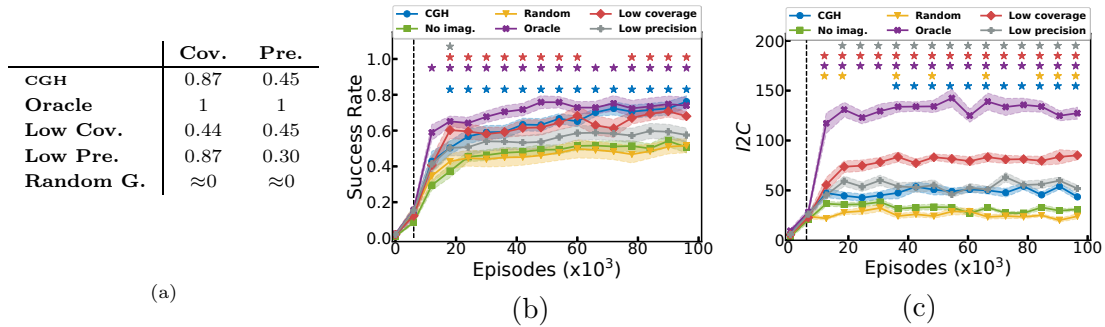 Cov. Pre.
CGH 0.87 0.45
Oracle 1 1
Low Cov. 0.44 0.45
Low Pre. 0.87 0.30
Random G. ≈0 ≈0
(a)
CGH Random Low coverage
No imag. Oracle Low precision
Success Rate
1.0
0.8
0.6
0.4
0.2
0.0
0 20 40 60 80 100
Episodes (x10³)
(b)
CGH Random Low coverage
No imag. Oracle Low precision
I2C
200
150
100
50
0
0 20 40 60 80 100
Episodes (x10³)
(c)